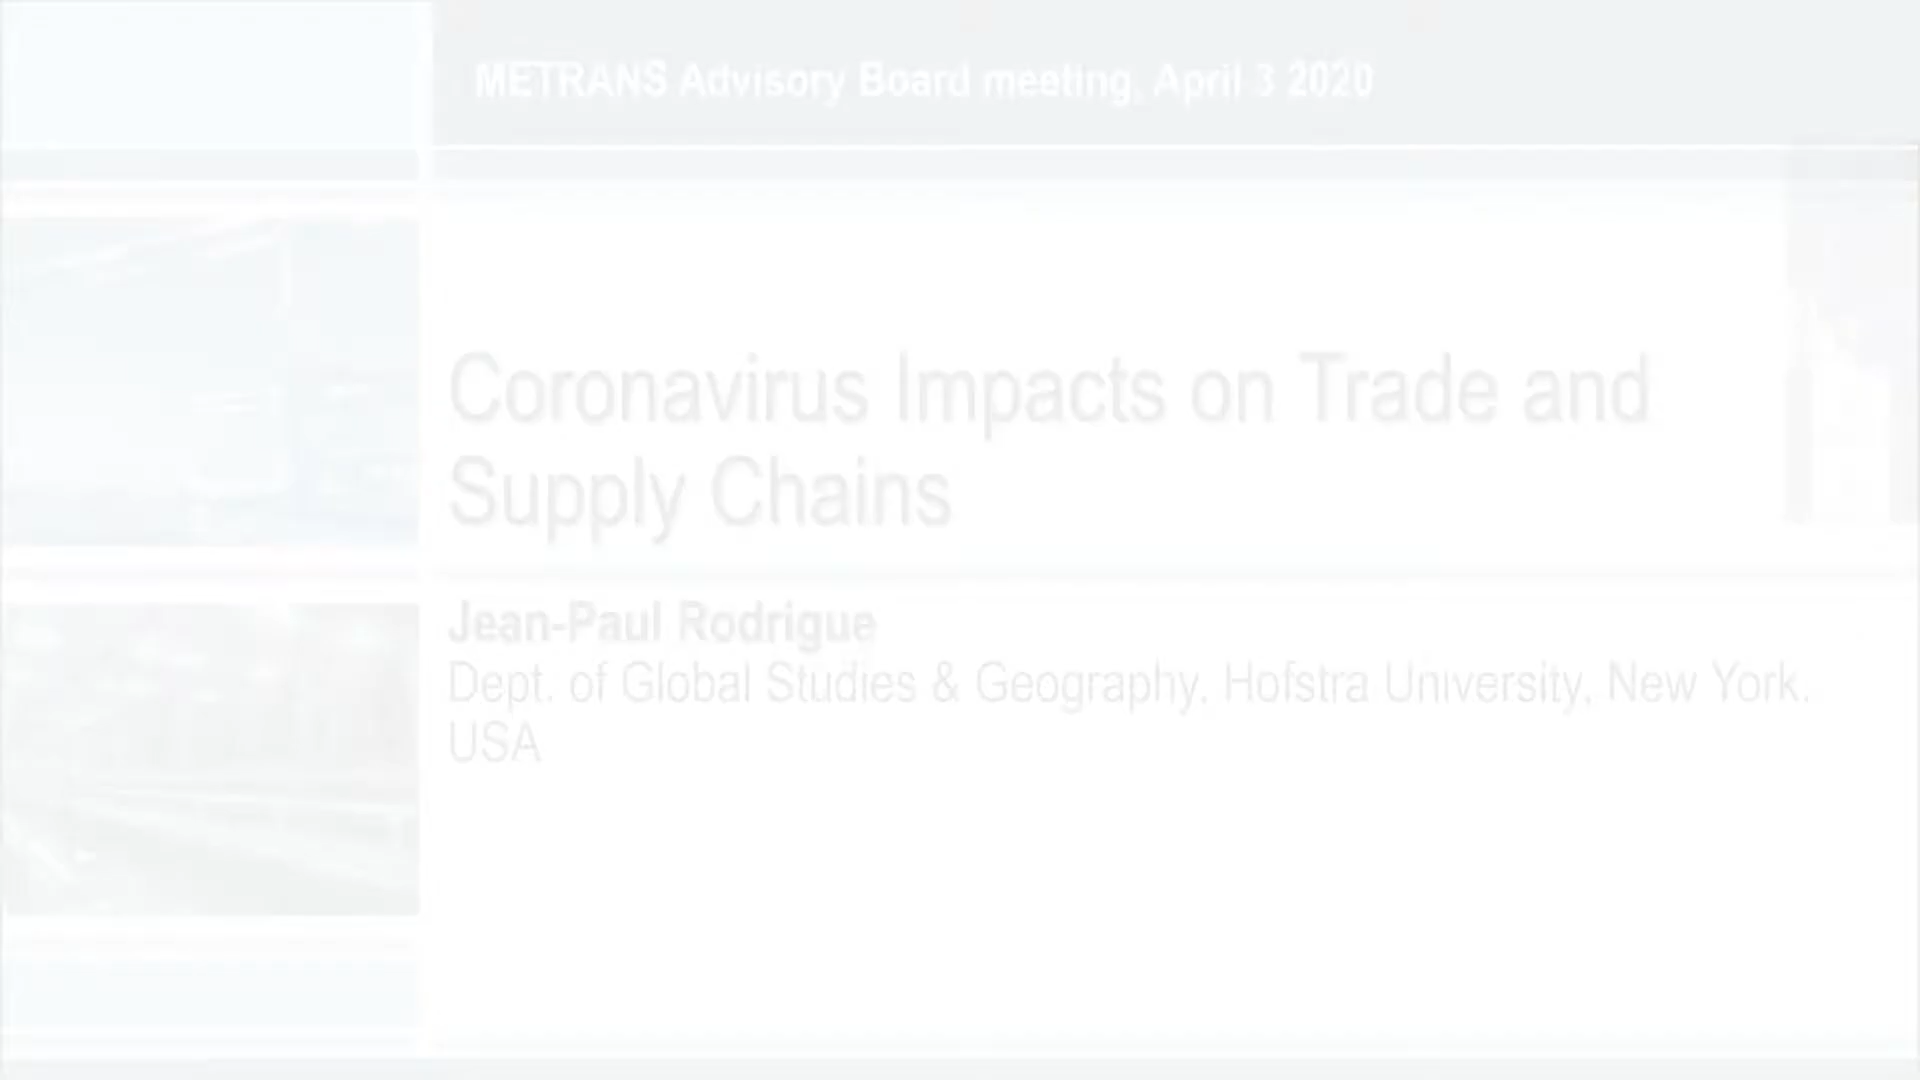 METRANS Advisory Board meeting, April 3 2020
Coronavirus Impacts on Trade and
Supply Chains
Jean-Paul Rodrigue
Dept. of Global Studies & Geography, Hofstra University, New York,
USA